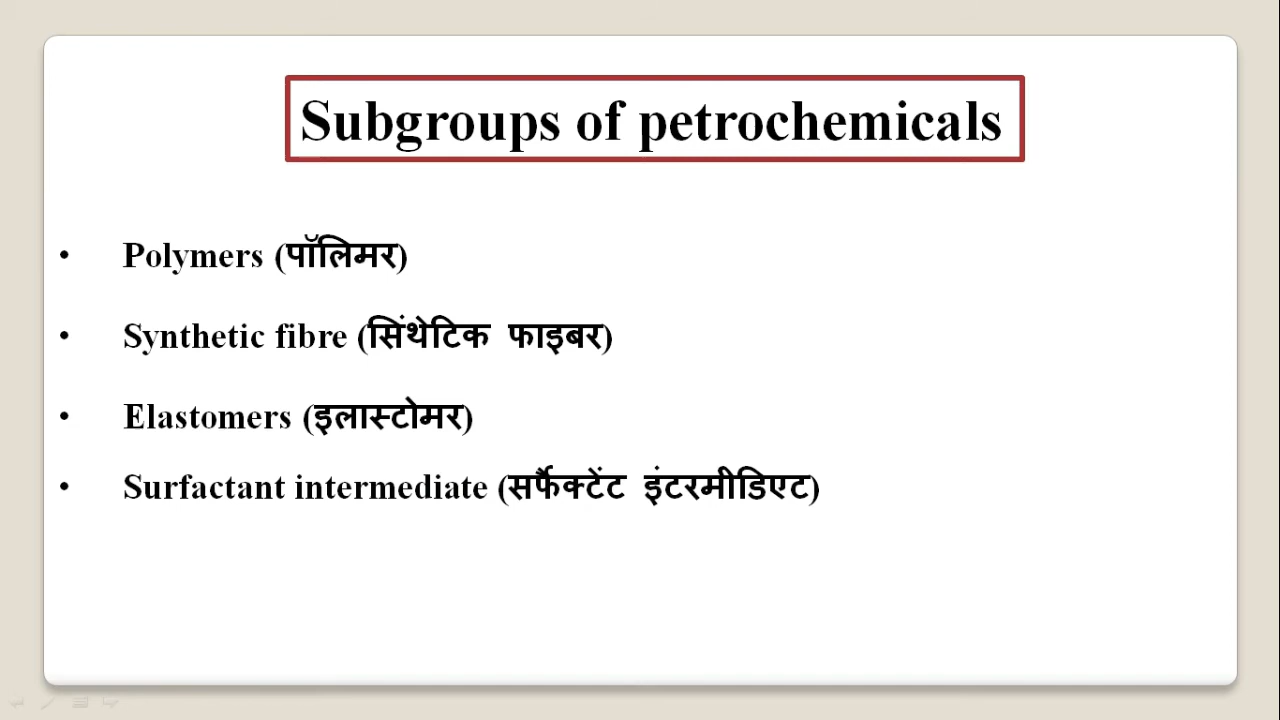 Subgroups of petrochemicals
• Polymers (पॉलिमर)
• Synthetic fibre (सिंथेटिक फाइबर)
• Elastomers (इलास्टोमर)
• Surfactant intermediate (सर्फैक्टेंट इंटरमीडिएट)